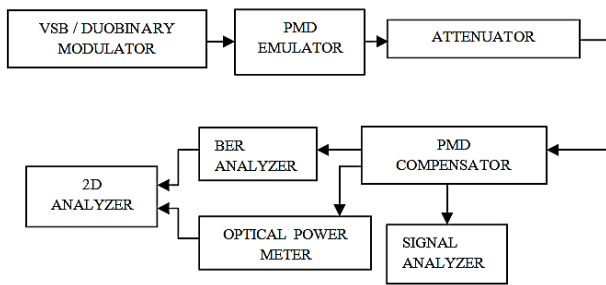 VSB / DUOBINARY
MODULATOR
PMD
EMULATOR
ATTENUATOR
BER
ANALYZER
PMD
COMPENSATOR
2D
ANALYZER
OPTICAL POWER
METER
SIGNAL
ANALYZER